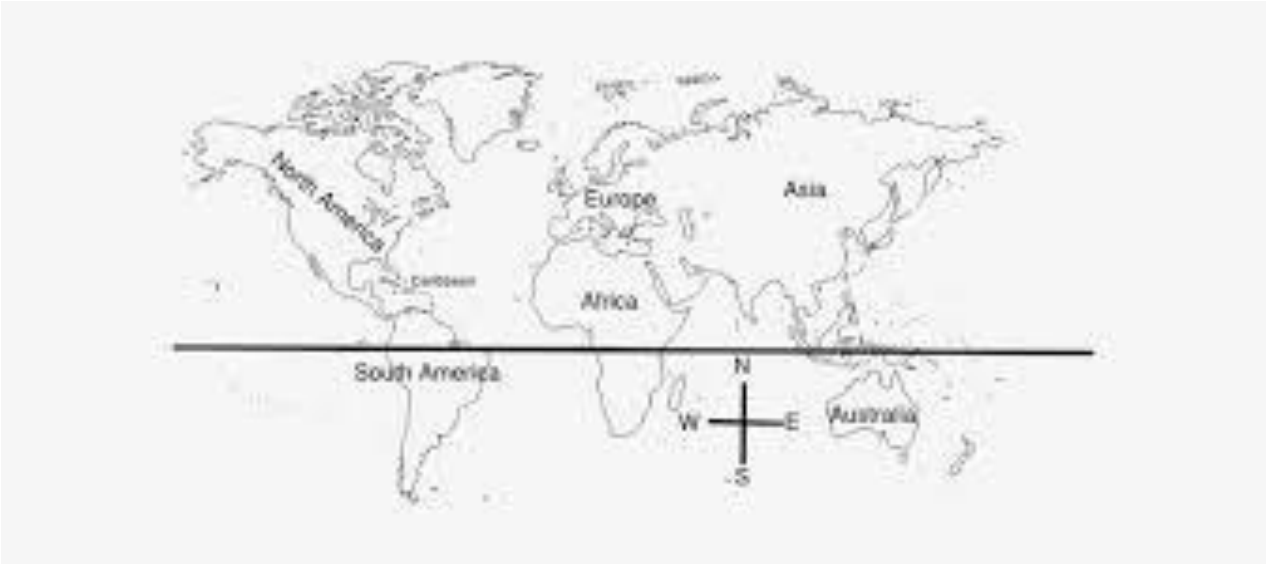 Asia
North America
Europe
Caribbean
Africa
South America
N
W E
Australia
S